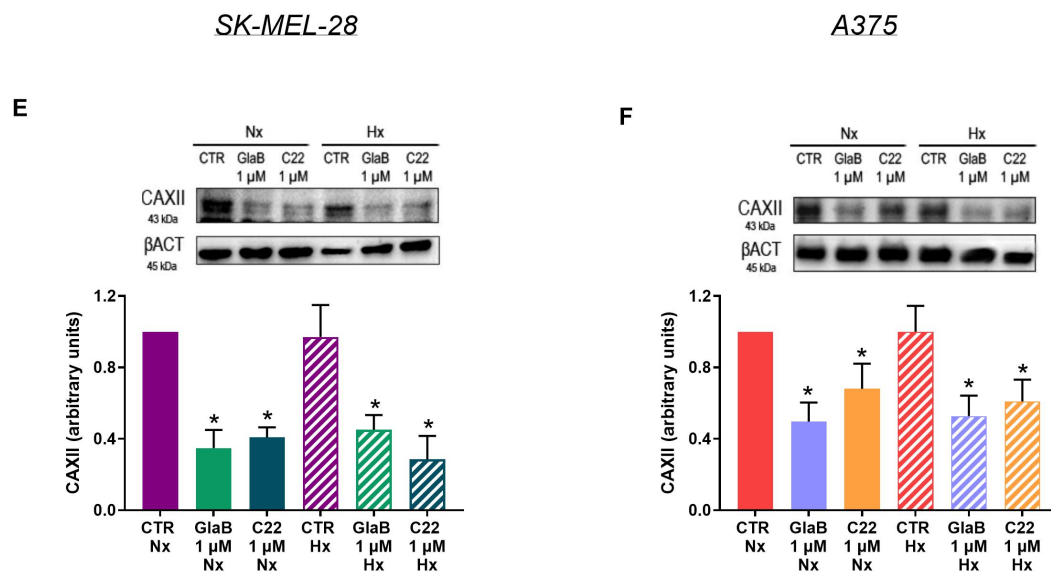 SK-MEL-28
A375
E
Nx Hx
CTR GlaB C22 CTR GlaB C22
1 µM 1 µM 1 µM 1 µM
CAXII
43 kDa
βACT
45 kDa
CAXII (arbitrary units)
1.2
0.8
0.4
0.0
* * * *
CTR GlaB C22 CTR GlaB C22
Nx 1 µM 1 µM Hx 1 µM 1 µM
Nx Nx Hx Hx
F
Nx Hx
CTR GlaB C22 CTR GlaB C22
1 µM 1 µM 1 µM 1 µM
CAXII
43 kDa
βACT
45 kDa
CAXII (arbitrary units)
1.2
0.8
0.4
0.0
* * * *
CTR GlaB C22 CTR GlaB C22
Nx 1 µM 1 µM Hx 1 µM 1 µM
Nx Nx Hx Hx